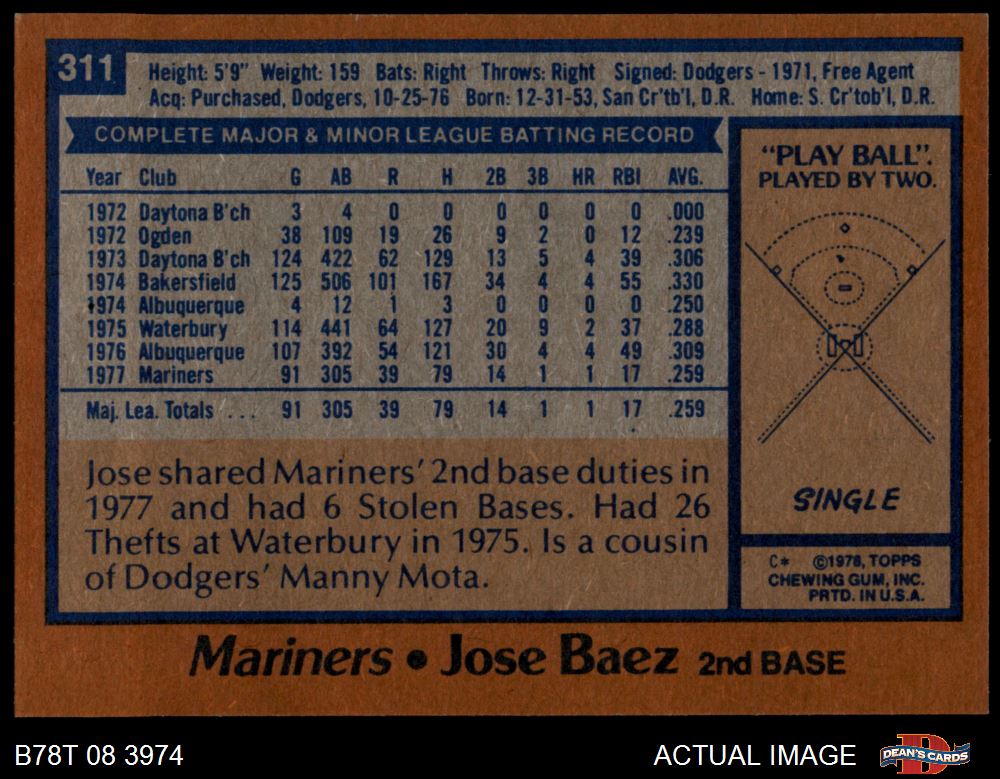 311
Height: 5'9" Weight: 159 Bats: Right Throws: Right Signed: Dodgers - 1971, Free Agent
Acq: Purchased, Dodgers, 10-25-76 Born: 12-31-53, San Cr'tb'l, D.R. Home: S. Cr'tob'l, D.R.
COMPLETE MAJOR & MINOR LEAGUE BATTING RECORD
Year Club G AB R H 2B 3B HR RBI AVG.
1972 Daytona B'ch 3 4 0 0 0 0 0 0 .000
1972 Ogden 38 109 19 26 9 2 0 12 .239
1973 Daytona B'ch 124 422 62 129 13 5 4 39 .306
1974 Bakersfield 125 506 101 167 34 4 4 55 .330
1974 Albuquerque 4 12 1 3 0 0 0 0 .250
1975 Waterbury 114 441 64 127 20 9 2 37 .288
1976 Albuquerque 107 392 54 121 30 4 4 49 .309
1977 Mariners 91 305 39 79 14 1 1 17 .259
Maj. Lea. Totals ... 91 305 39 79 14 1 1 17 .259
Jose shared Mariners' 2nd base duties in
1977 and had 6 Stolen Bases. Had 26
Thefts at Waterbury in 1975. Is a cousin
of Dodgers' Manny Mota.
"PLAY BALL".
PLAYED BY TWO.
SINGLE
C* ©1978, TOPPS
CHEWING GUM, INC.
PRTD. IN U.S.A.
Mariners • Jose Baez 2nd BASE
B78T 08 3974 ACTUAL IMAGE DEAN'S CARDS